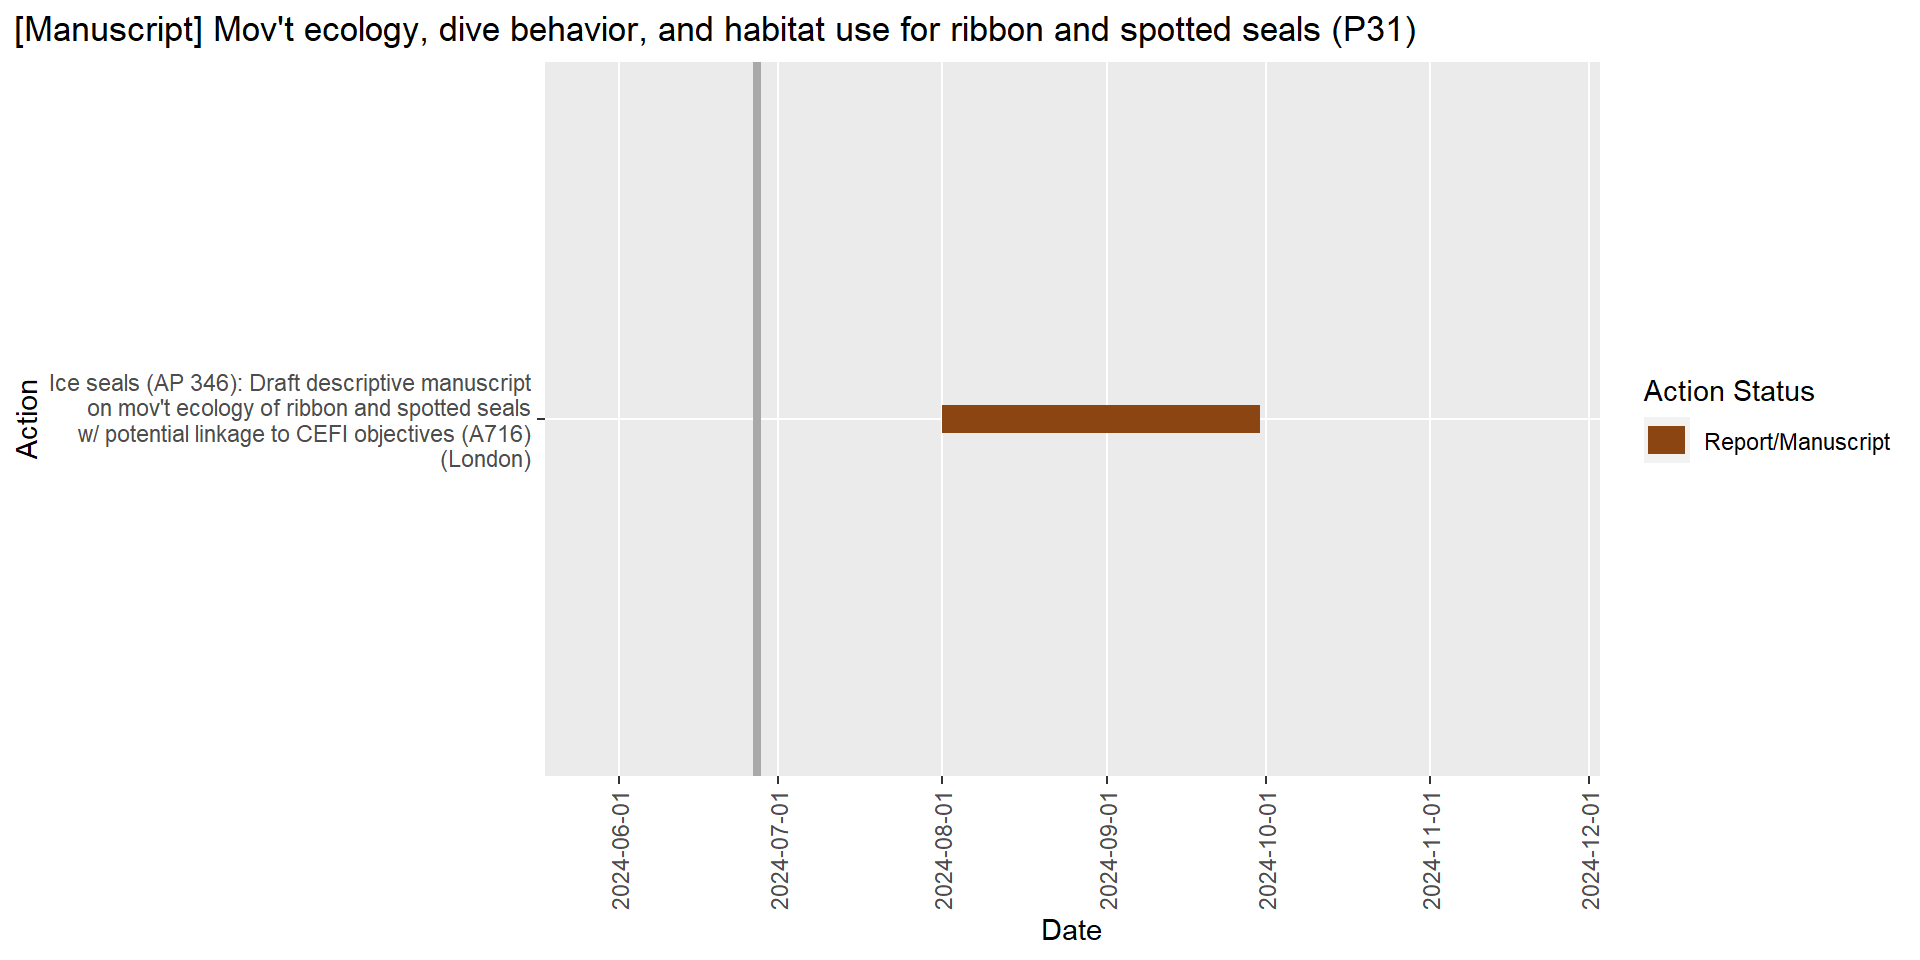 [Manuscript] Mov't ecology, dive behavior, and habitat use for ribbon and spotted seals (P31)
Action
Ice seals (AP 346): Draft descriptive manuscript
on mov't ecology of ribbon and spotted seals
w/ potential linkage to CEFI objectives (A716)
(London)
Action Status
Report/Manuscript
2024-06-01
2024-07-01
2024-08-01
2024-09-01
2024-10-01
2024-11-01
2024-12-01
Date